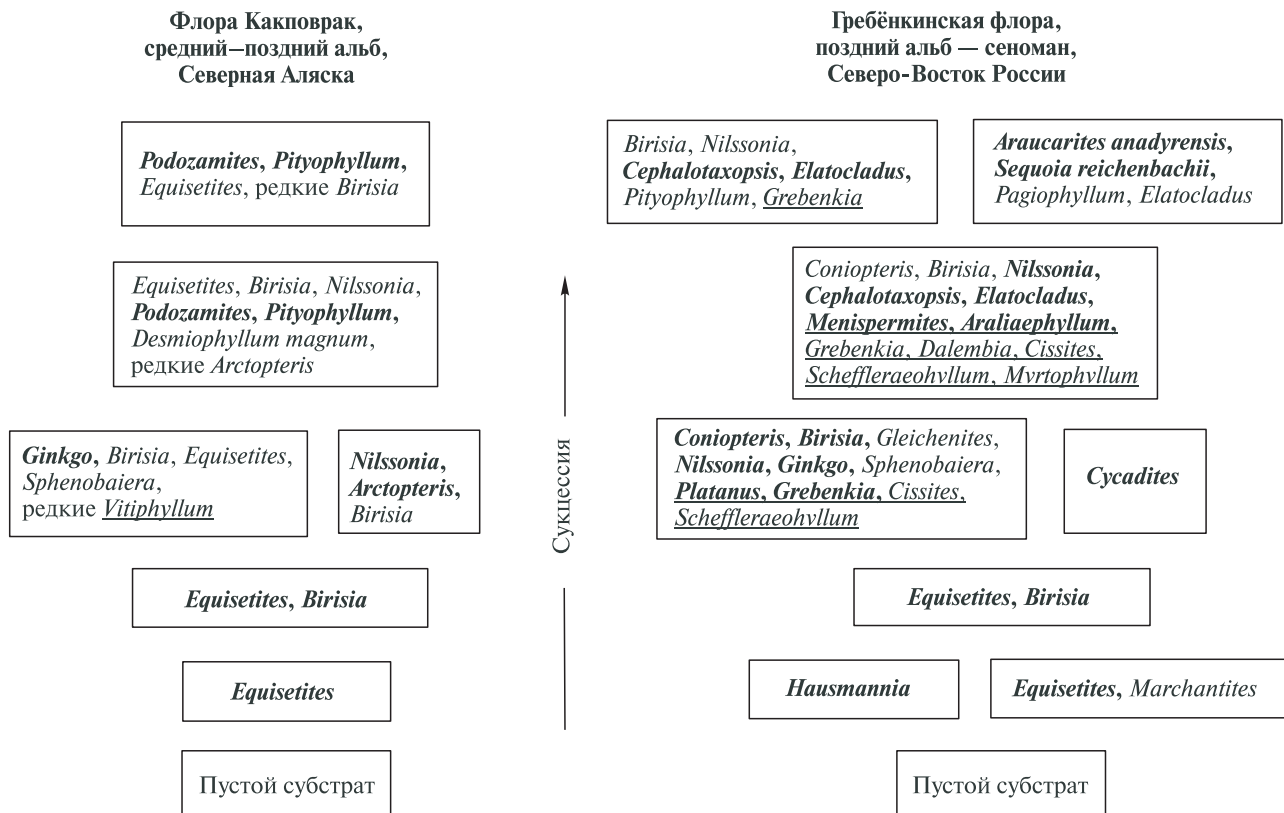 Флора Какповрак,
средний–поздний альб,
Северная Аляска
Podozamites, Pityophyllum,
Equisetites, редкие Birisia
Equisetites, Birisia, Nilssonia,
Podozamites, Pityophyllum,
Desmiophyllum magnum,
редкие Arctopteris
Ginkgo, Birisia, Equisetites,
Sphenobaiera,
редкие Vitiphyllum
Nilssonia,
Arctopteris,
Birisia
Equisetites, Birisia
Equisetites
Пустой субстрат
Сукцессия
Гребёнкинская флора,
поздний альб — сеноман,
Северо-Восток России
Birisia, Nilssonia,
Cephalotaxopsis, Elatocladus,
Pityophyllum, Grebenkia
Araucarites anadyrensis,
Sequoia reichenbachii,
Pagiophyllum, Elatocladus
Coniopteris, Birisia, Nilssonia,
Cephalotaxopsis, Elatocladus,
Menispermites, Araliaephyllum,
Grebenkia, Dalembia, Cissites,
Scheffleraeohyllum, Mvrtophvllum
Coniopteris, Birisia, Gleichenites,
Nilssonia, Ginkgo, Sphenobaiera,
Platanus, Grebenkia, Cissites,
Scheffleraeohvllum
Cycadites
Equisetites, Birisia
Hausmannia
Equisetites, Marchantites
Пустой субстрат